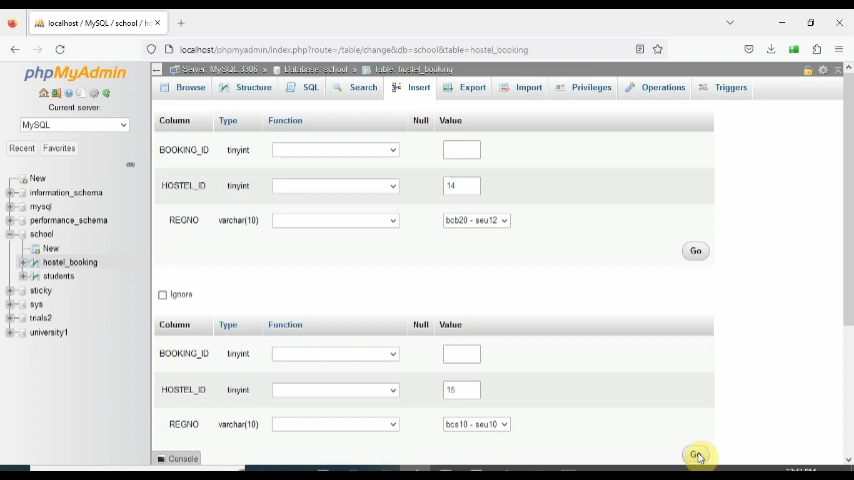 localhost / MySQL / school / ho
localhost/phpmyadmin/index.php?route=/table/change&db=school&table=hostel_booking
phpMyAdmin
Current server:
MySQL
Recent Favorites
New
information_schema
mysql
performance_schema
school
New
hostel_booking
students
sticky
sys
trials2
university1
Server: MySQL:3306 » Database: school » Table: hostel_booking
Browse Structure SQL Search Insert Export Import Privileges Operations Triggers
Column Type Function Null Value
BOOKING_ID tinyint
HOSTEL_ID tinyint 14
REGNO varchar(10) bcb20 - seu12
Go
Ignore
Column Type Function Null Value
BOOKING_ID tinyint
HOSTEL_ID tinyint 15
REGNO varchar(10) bcs10 - seu10
Go
Console